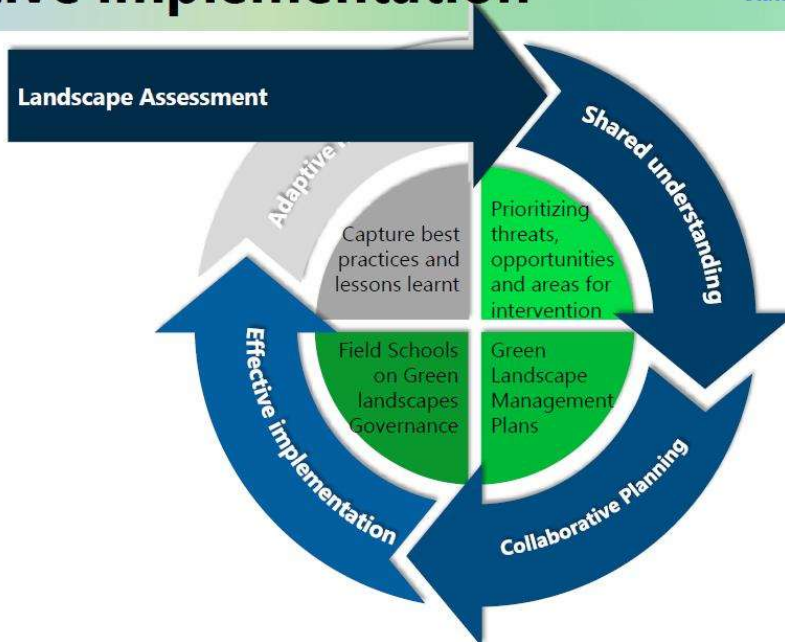 Implementation
Landscape Assessment
Adaptive
Shared understanding
Capture best
practices and
lessons learnt
Prioritizing
threats,
opportunities
and areas for
intervention
Field Schools
on Green
landscapes
Governance
Green
Landscape
Management
Plans
Effective implementation
Collaborative Planning